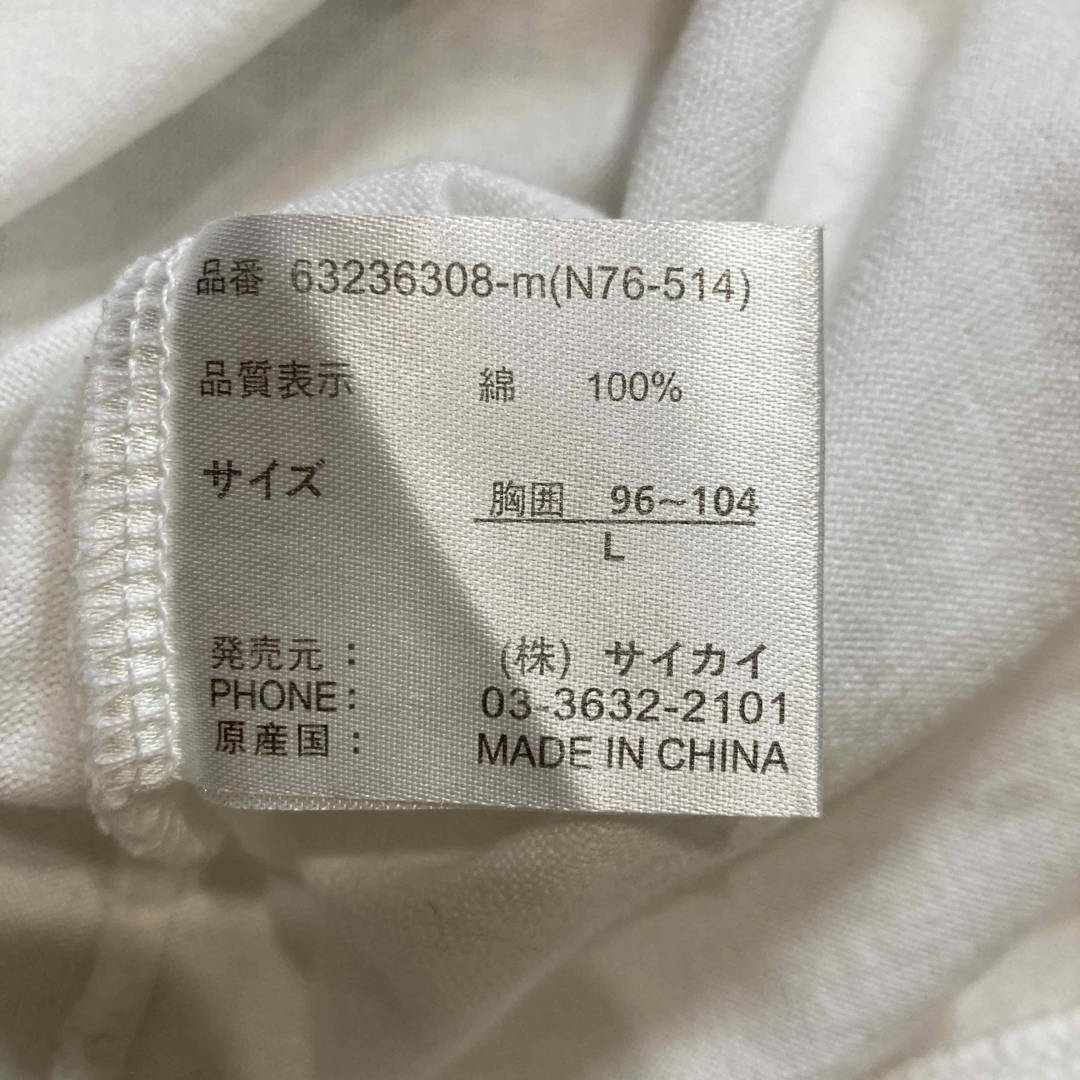 品番 63236308-m(N76-514)
品質表示 綿 100%
サイズ 胸囲 96~104
L
発売元： (株) サイカイ
PHONE: 03-3632-2101
原産国： MADE IN CHINA